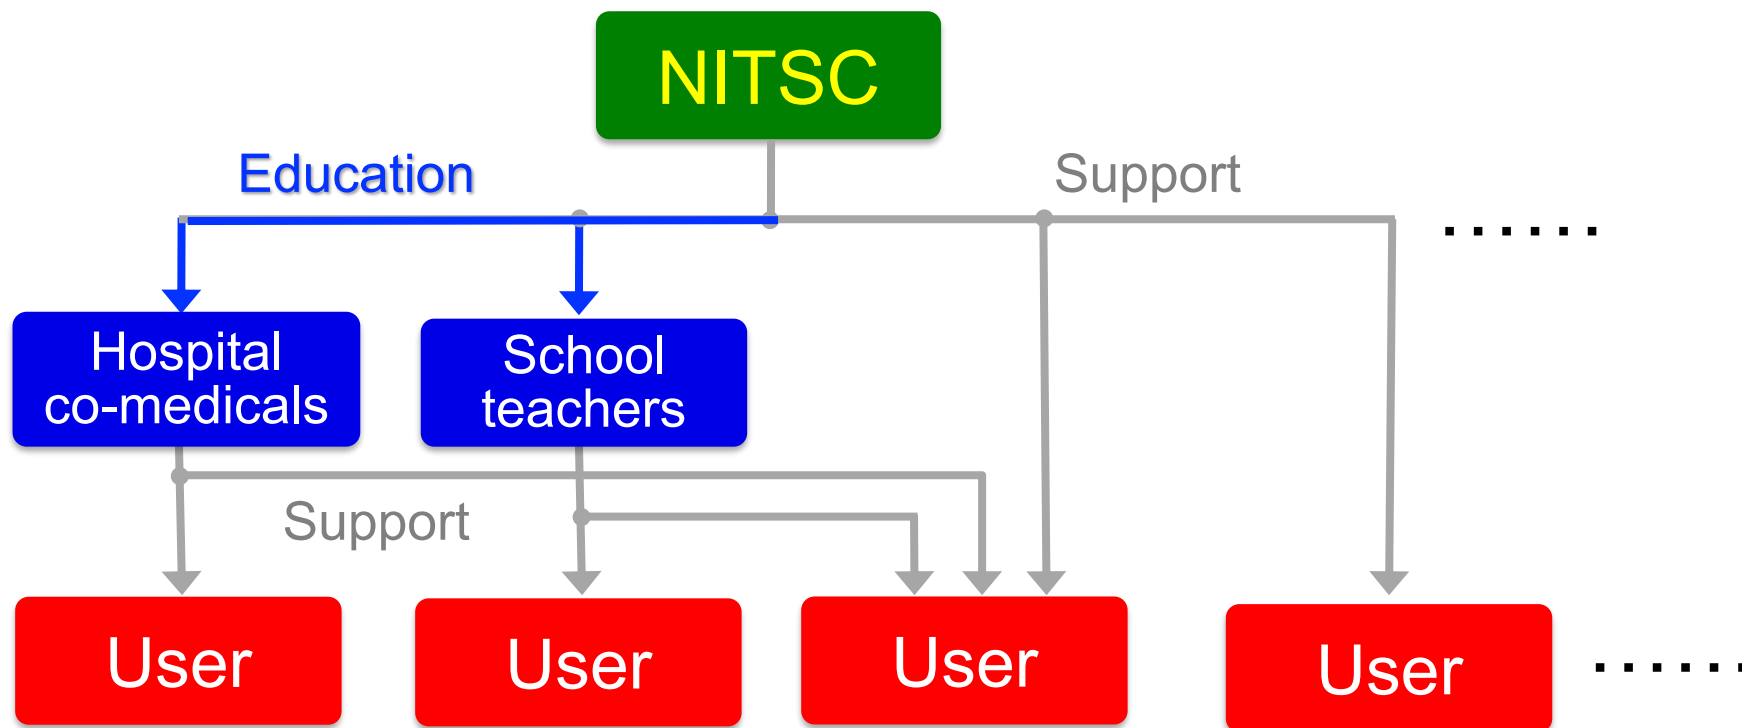 NITSC
Education
Support
......
Hospital
co-medicals
School
teachers
Support
User
User
User
User
......